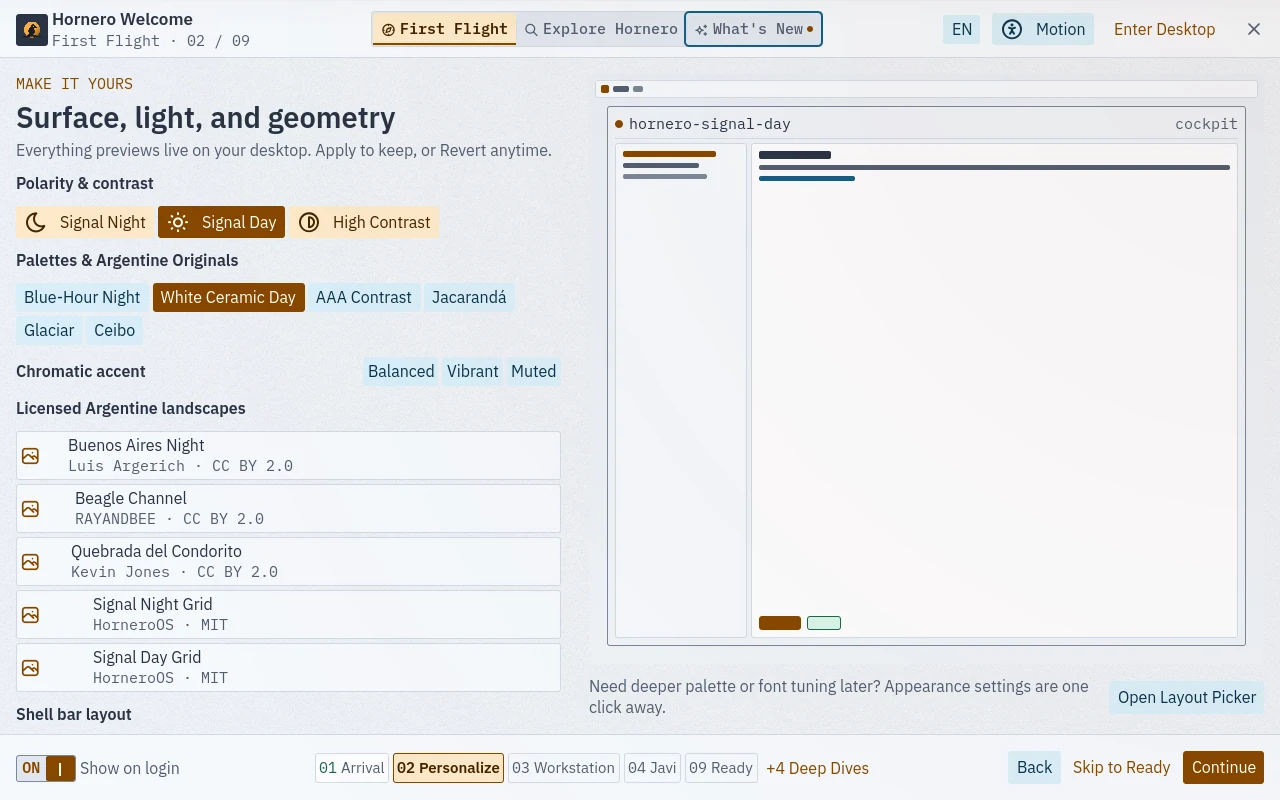 Hornero Welcome
First Flight · 02 / 09
First Flight
Explore Hornero
What's New
EN
Motion
Enter Desktop
MAKE IT YOURS
Surface, light, and geometry
Everything previews live on your desktop. Apply to keep, or Revert anytime.
Polarity & contrast
Signal Night
Signal Day
High Contrast
Palettes & Argentine Originals
Blue-Hour Night
White Ceramic Day
AAA Contrast
Jacarandá
Glaciar
Ceibo
Chromatic accent
Balanced
Vibrant
Muted
Licensed Argentine landscapes
Buenos Aires Night
Luis Argerich · CC BY 2.0
Beagle Channel
RAYANDBEE · CC BY 2.0
Quebrada del Condorito
Kevin Jones · CC BY 2.0
Signal Night Grid
HorneroOS · MIT
Signal Day Grid
HorneroOS · MIT
Shell bar layout
hornero-signal-day
cockpit
Need deeper palette or font tuning later? Appearance settings are one
click away.
Open Layout Picker
ON
Show on login
01 Arrival
02 Personalize
03 Workstation
04 Javi
09 Ready
+4 Deep Dives
Back
Skip to Ready
Continue